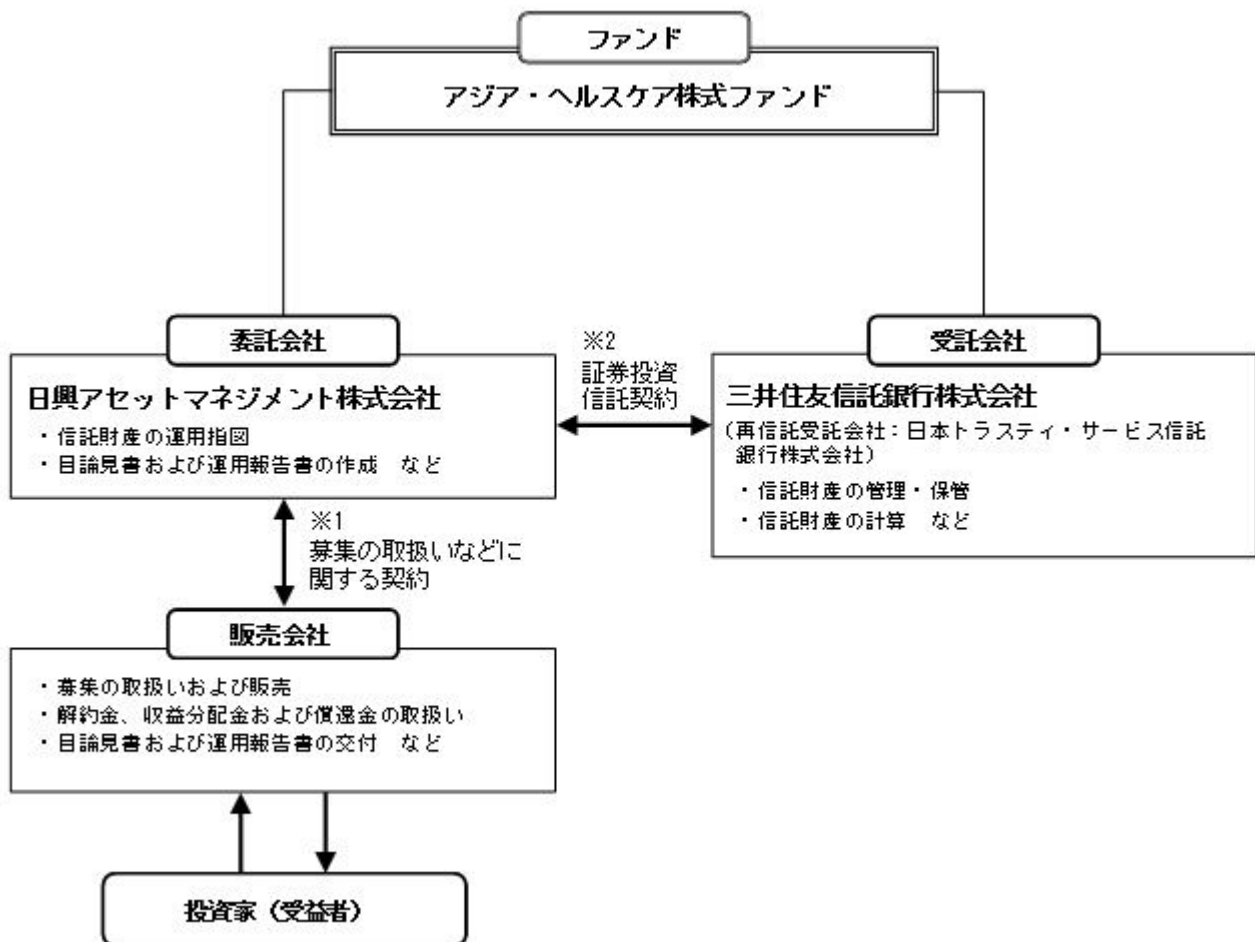 ファンド
アジア・ヘルスケア株式ファンド
委託会社
日興アセットマネジメント株式会社
・信託財産の運用指図
・目論見書および運用報告書の作成　など
※2
証券投資
信託契約
受託会社
三井住友信託銀行株式会社
(再信託受託会社：日本トラスティ・サービス信託
銀行株式会社)
・信託財産の管理・保管
・信託財産の計算　など
※1
募集の取扱いなどに
関する契約
販売会社
・募集の取扱いおよび販売
・解約金、収益分配金および償還金の取扱い
・目論見書および運用報告書の交付　など
投資家（受益者）